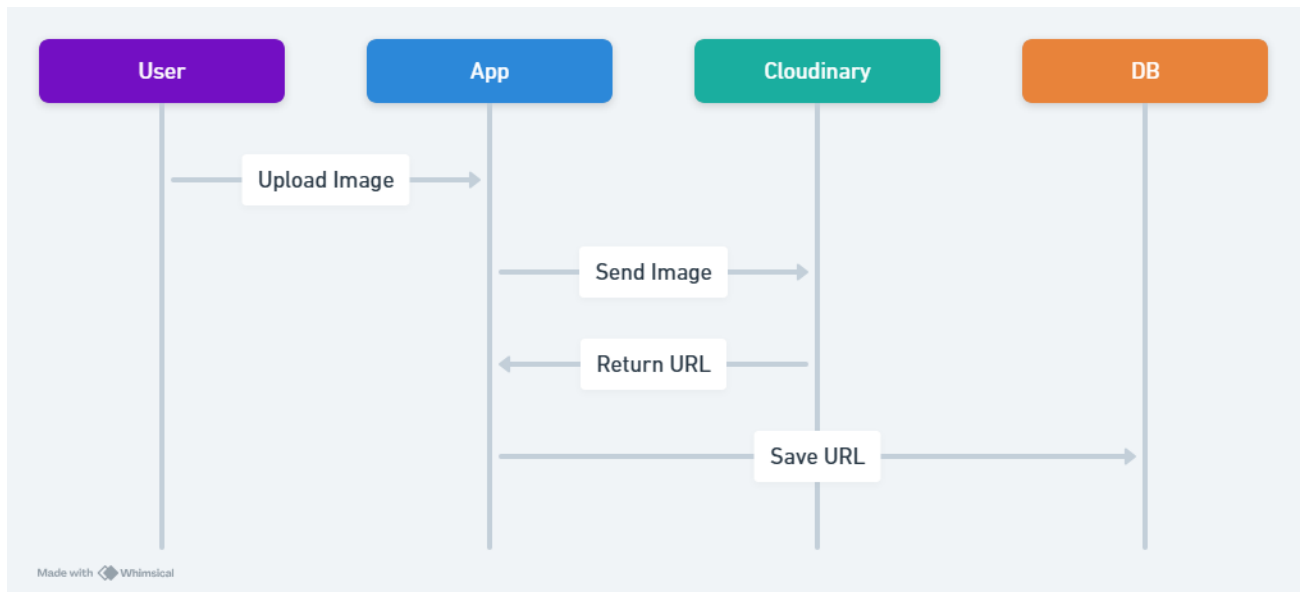 User
App
Cloudinary
DB
Upload Image
Send Image
Return URL
Save URL
Made with Whimsical